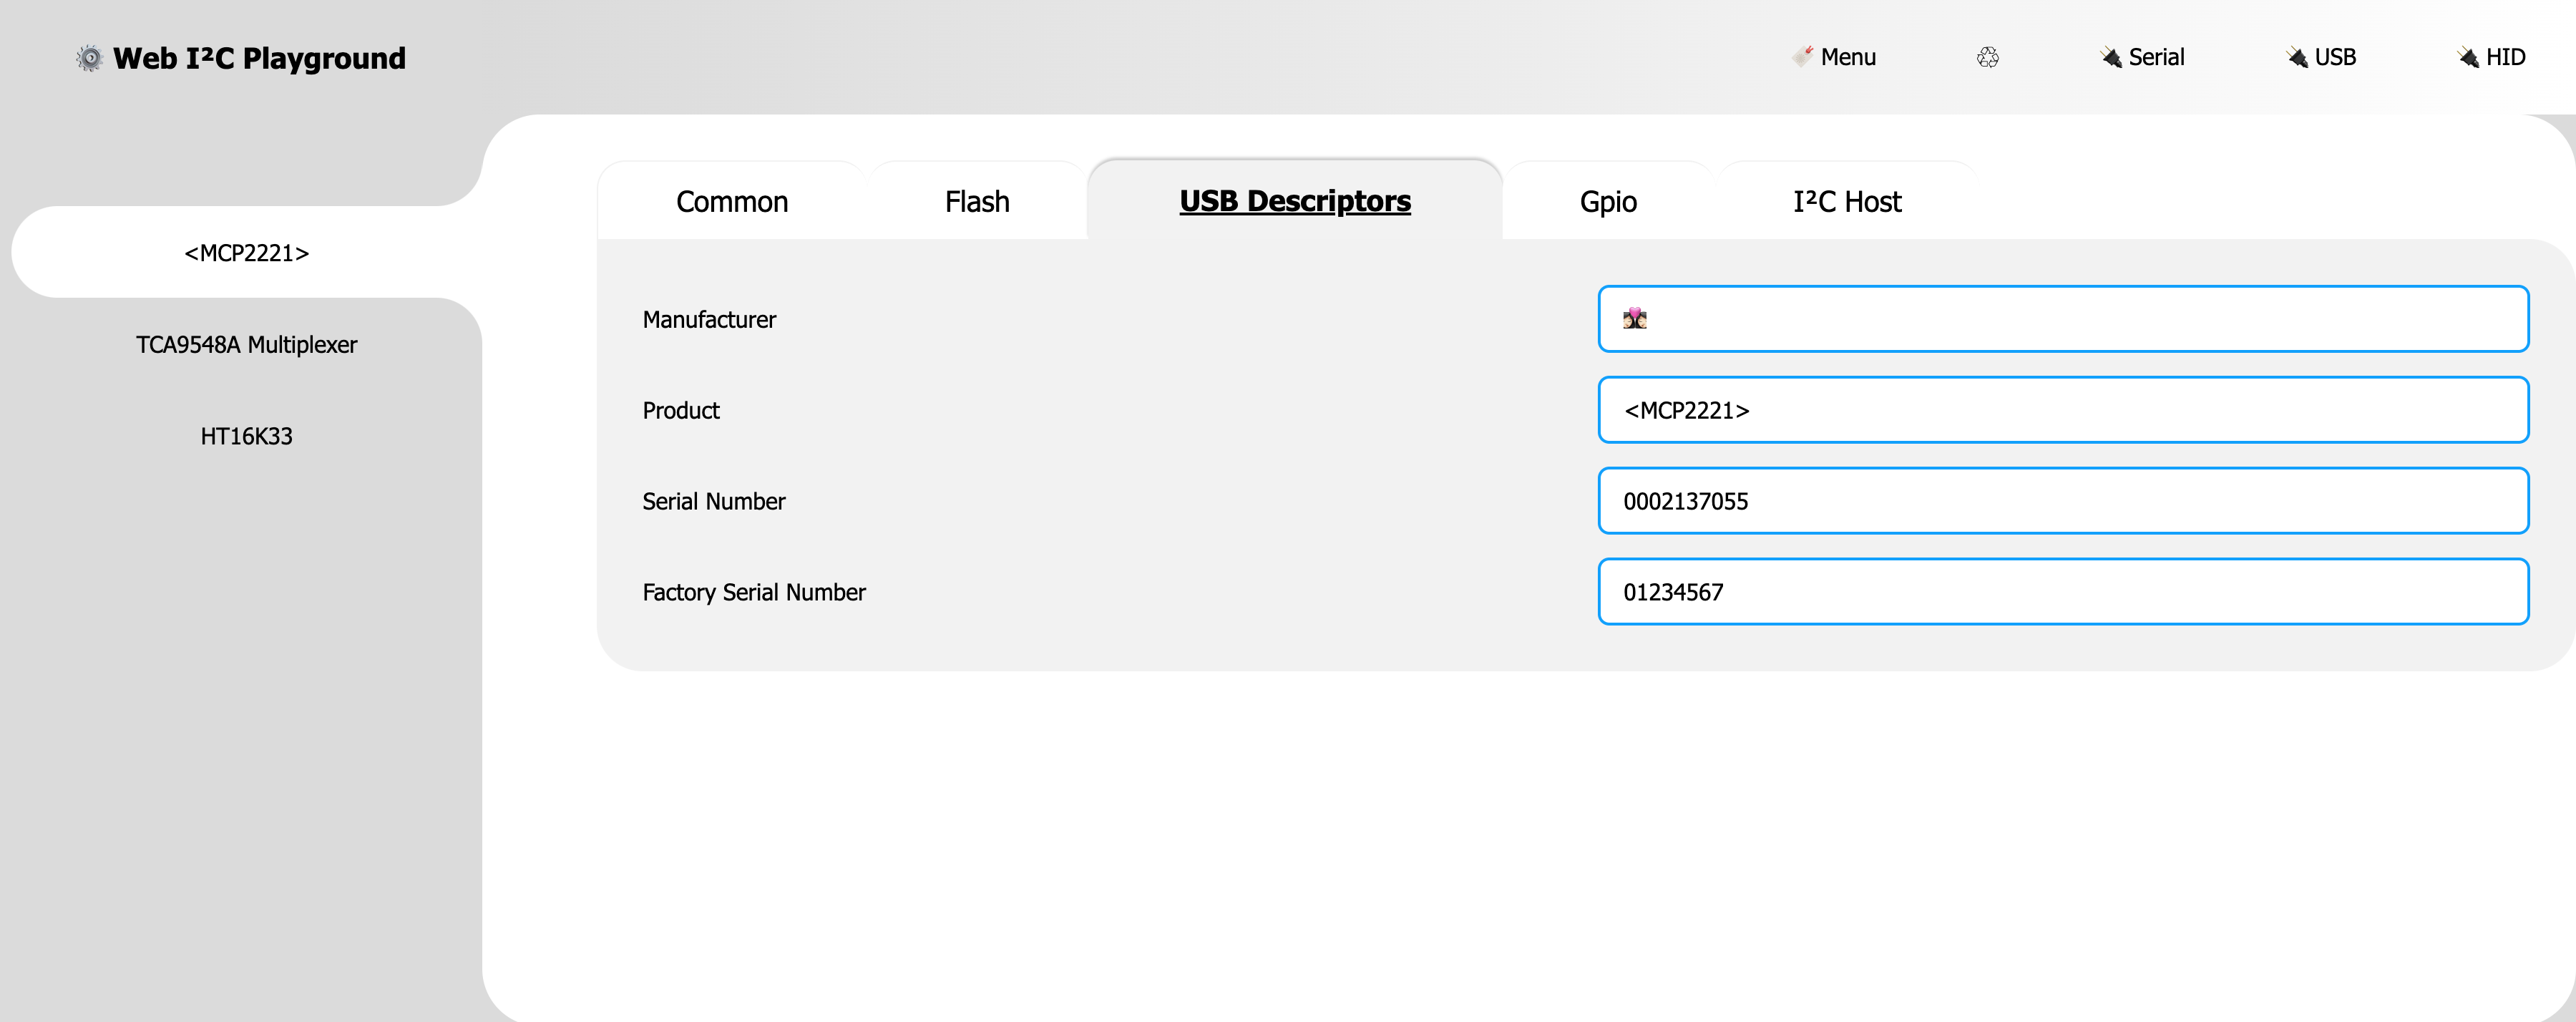 ⚙️ Web I²C Playground
Menu
♲
🔌 Serial
🔌 USB
🔌 HID
<MCP2221>
TCA9548A Multiplexer
HT16K33
Common
Flash
USB Descriptors
Gpio
I²C Host
Manufacturer
Product
<MCP2221>
Serial Number
0002137055
Factory Serial Number
01234567